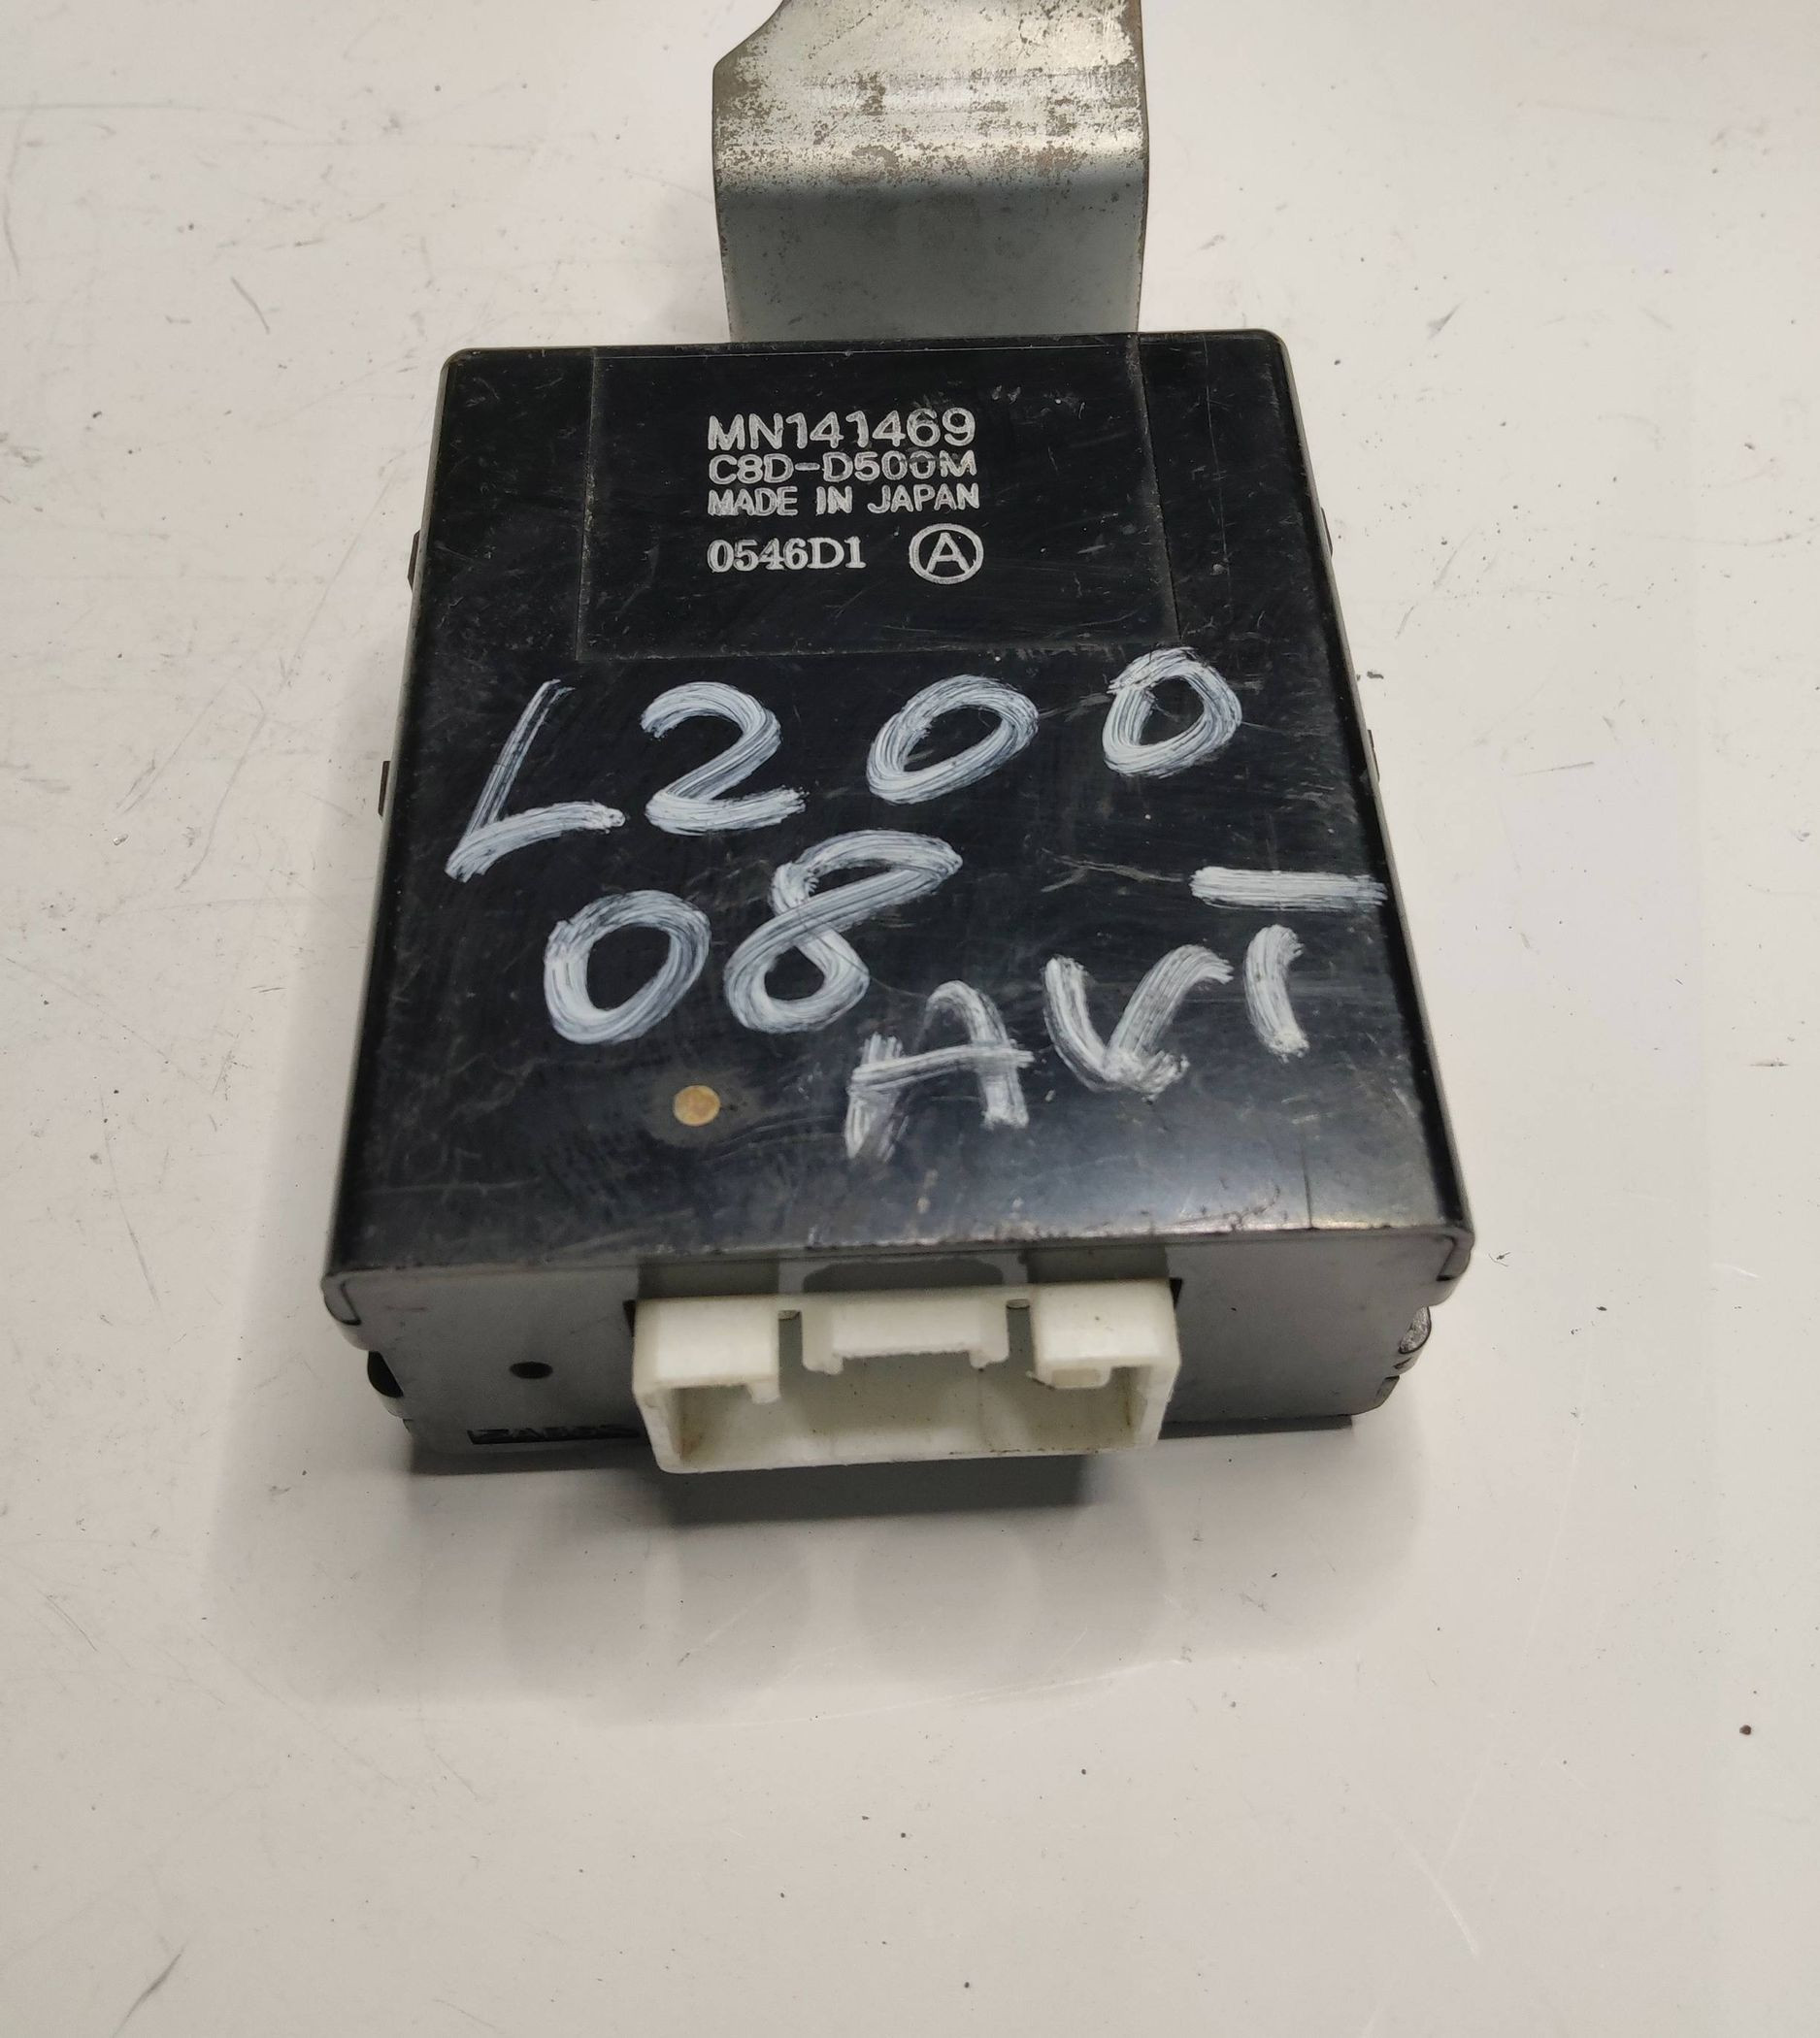 MN141469
C8D-D500M
MADE IN JAPAN
0546D1 Ⓐ
L200
08 -
AVI